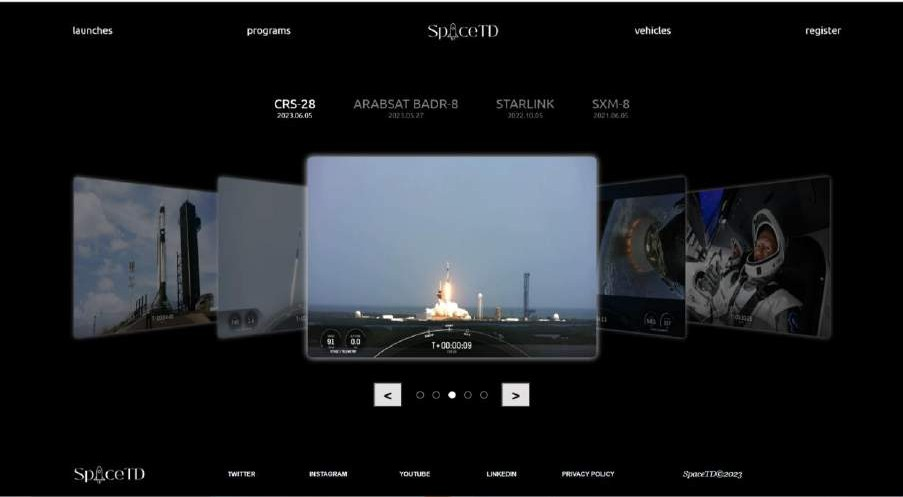 launches programs SpaceTD vehicles register
CRS-28 ARABSAT BADR-8 STARLINK SXM-8
2023.06.05 2023.05.27 2022.10.05 2021.06.05
91 0.0 T+00:00:09
< >
SpaceTD TWITTER INSTAGRAM YOUTUBE LINKEDIN PRIVACY POLICY SpaceTD©2023